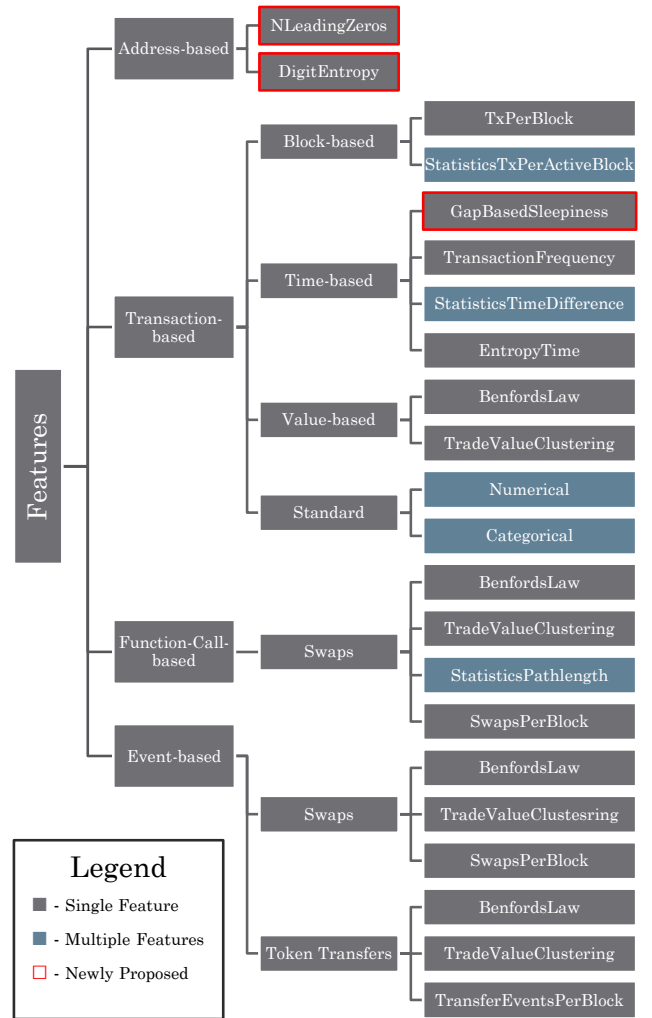 NLeadingZeros
Address-based
DigitEntropy
TxPerBlock
Block-based
StatisticsTxPerActiveBlock
GapBasedSleepiness
TransactionFrequency
Time-based
StatisticsTimeDifference
Transaction-
based
EntropyTime
BenfordsLaw
Value-based
TradeValueClustering
Features
Numerical
Standard
Categorical
BenfordsLaw
TradeValueClustering
Function-Call-
based
Swaps
StatisticsPathlength
SwapsPerBlock
Event-based
BenfordsLaw
Swaps
TradeValueClustesring
SwapsPerBlock
Legend
- Single Feature
- Multiple Features
- Newly Proposed
BenfordsLaw
Token Transfers
TradeValueClustering
TransferEventsPerBlock